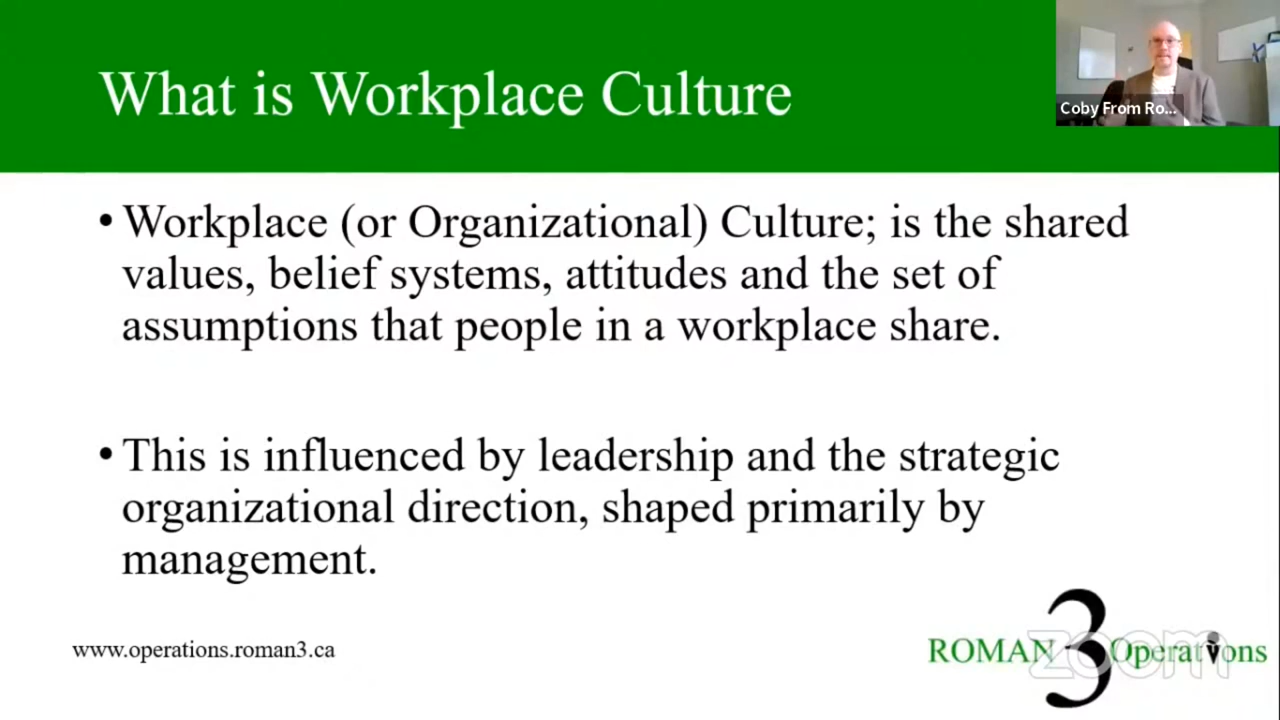 What is Workplace Culture
Coby From Ro...
• Workplace (or Organizational) Culture; is the shared
values, belief systems, attitudes and the set of
assumptions that people in a workplace share.
• This is influenced by leadership and the strategic
organizational direction, shaped primarily by
management.
www.operations.roman3.ca
ROMAN 3 Operations
zoom